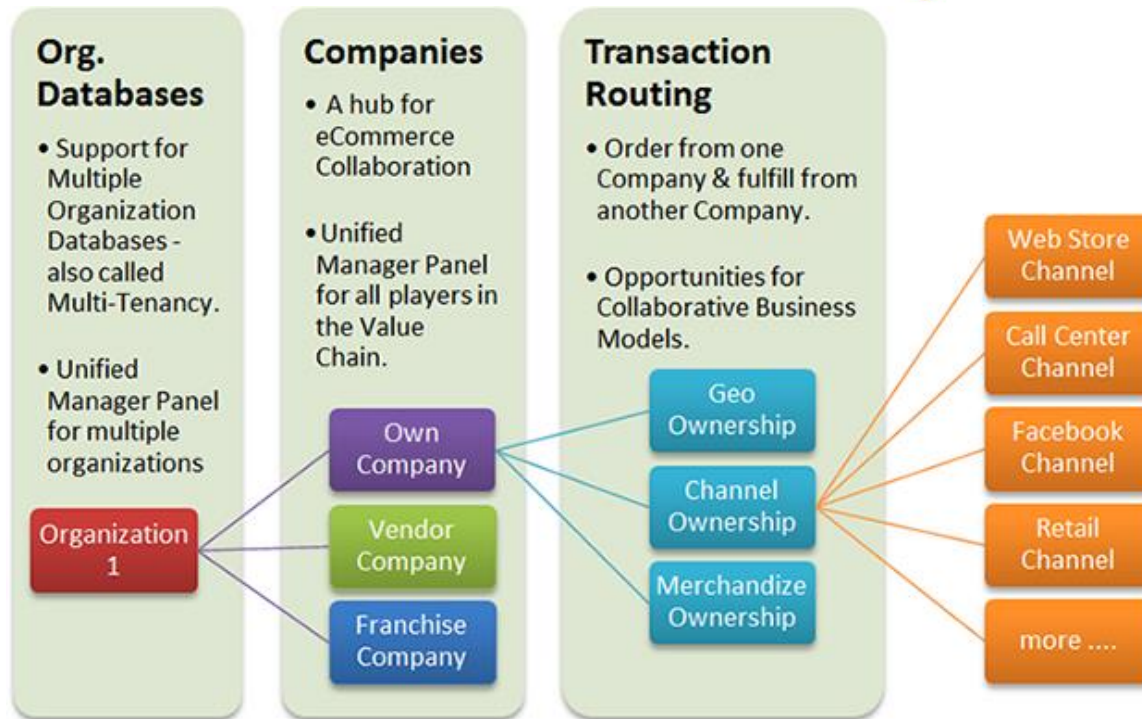 Org.
Databases
• Support for
Multiple
Organization
Databases -
also called
Multi-Tenancy.
• Unified
Manager Panel
for multiple
organizations
Organization
1
Companies
• A hub for
eCommerce
Collaboration
• Unified
Manager Panel
for all players in
the Value
Chain.
Own
Company
Vendor
Company
Franchise
Company
Transaction
Routing
• Order from one
Company & fulfill from
another Company.
• Opportunities for
Collaborative Business
Models.
Geo
Ownership
Channel
Ownership
Merchandize
Ownership
Web Store
Channel
Call Center
Channel
Facebook
Channel
Retail
Channel
more ....